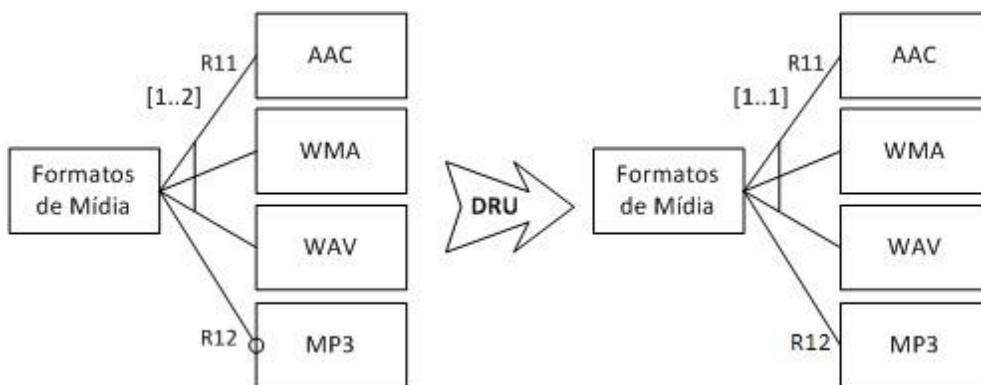 AAC
R11
[1..2]
WMA
Formatos
de Mídia
WAV
R12
MP3
DRU
AAC
R11
[1..1]
WMA
Formatos
de Mídia
WAV
R12
MP3